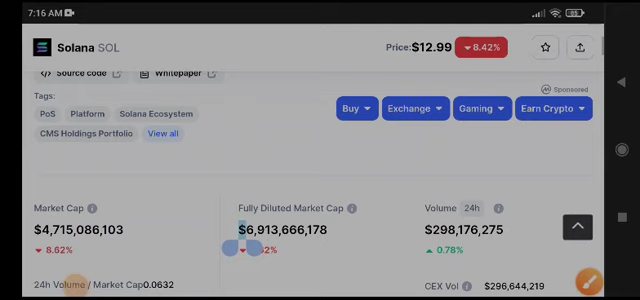 7:16 AM
Solana SOL
Price: $12.99 8.42%
Source code Whitepaper
Sponsored
Tags:
PoS Platform Solana Ecosystem
Buy Exchange Gaming Earn Crypto
CMS Holdings Portfolio View all
Market Cap Fully Diluted Market Cap Volume 24h
$4,715,086,103 $6,913,666,178 $298,176,275
8.62% 62% 0.78%
24h Volume / Market Cap 0.0632 CEX Vol $296,644,219